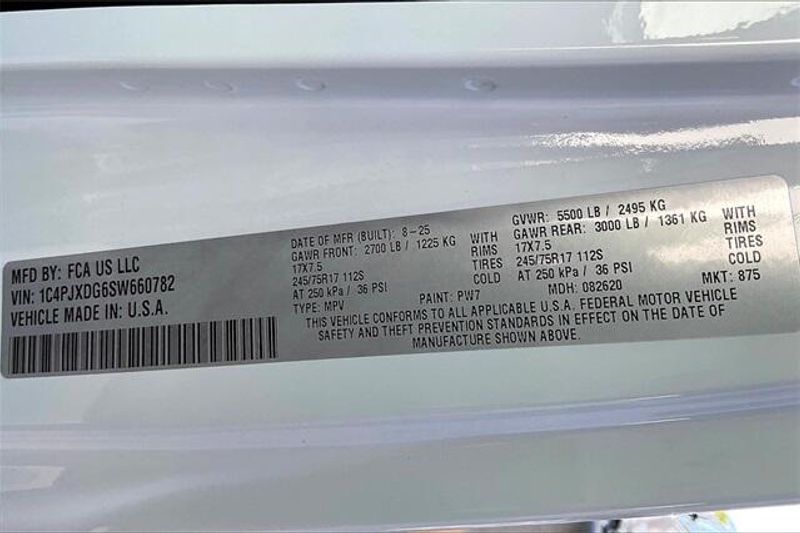 MFD BY: FCA US LLC
VIN: 1C4PJXDG6SW660782
VEHICLE MADE IN: U.S.A.
DATE OF MFR (BUILT): 8-25
GAWR FRONT: 2700 LB / 1225 KG WITH
17X7.5 RIMS
245/75R17 112S TIRES
AT 250 kPa / 36 PSI COLD
TYPE: MPV PAINT: PW7
GVWR: 5500 LB / 2495 KG
GAWR REAR: 3000 LB / 1361 KG WITH
17X7.5 RIMS
245/75R17 112S TIRES
AT 250 kPa / 36 PSI COLD
MDH: 082620 MKT: 875
THIS VEHICLE CONFORMS TO ALL APPLICABLE U.S.A. FEDERAL MOTOR VEHICLE
SAFETY AND THEFT PREVENTION STANDARDS IN EFFECT ON THE DATE OF
MANUFACTURE SHOWN ABOVE.